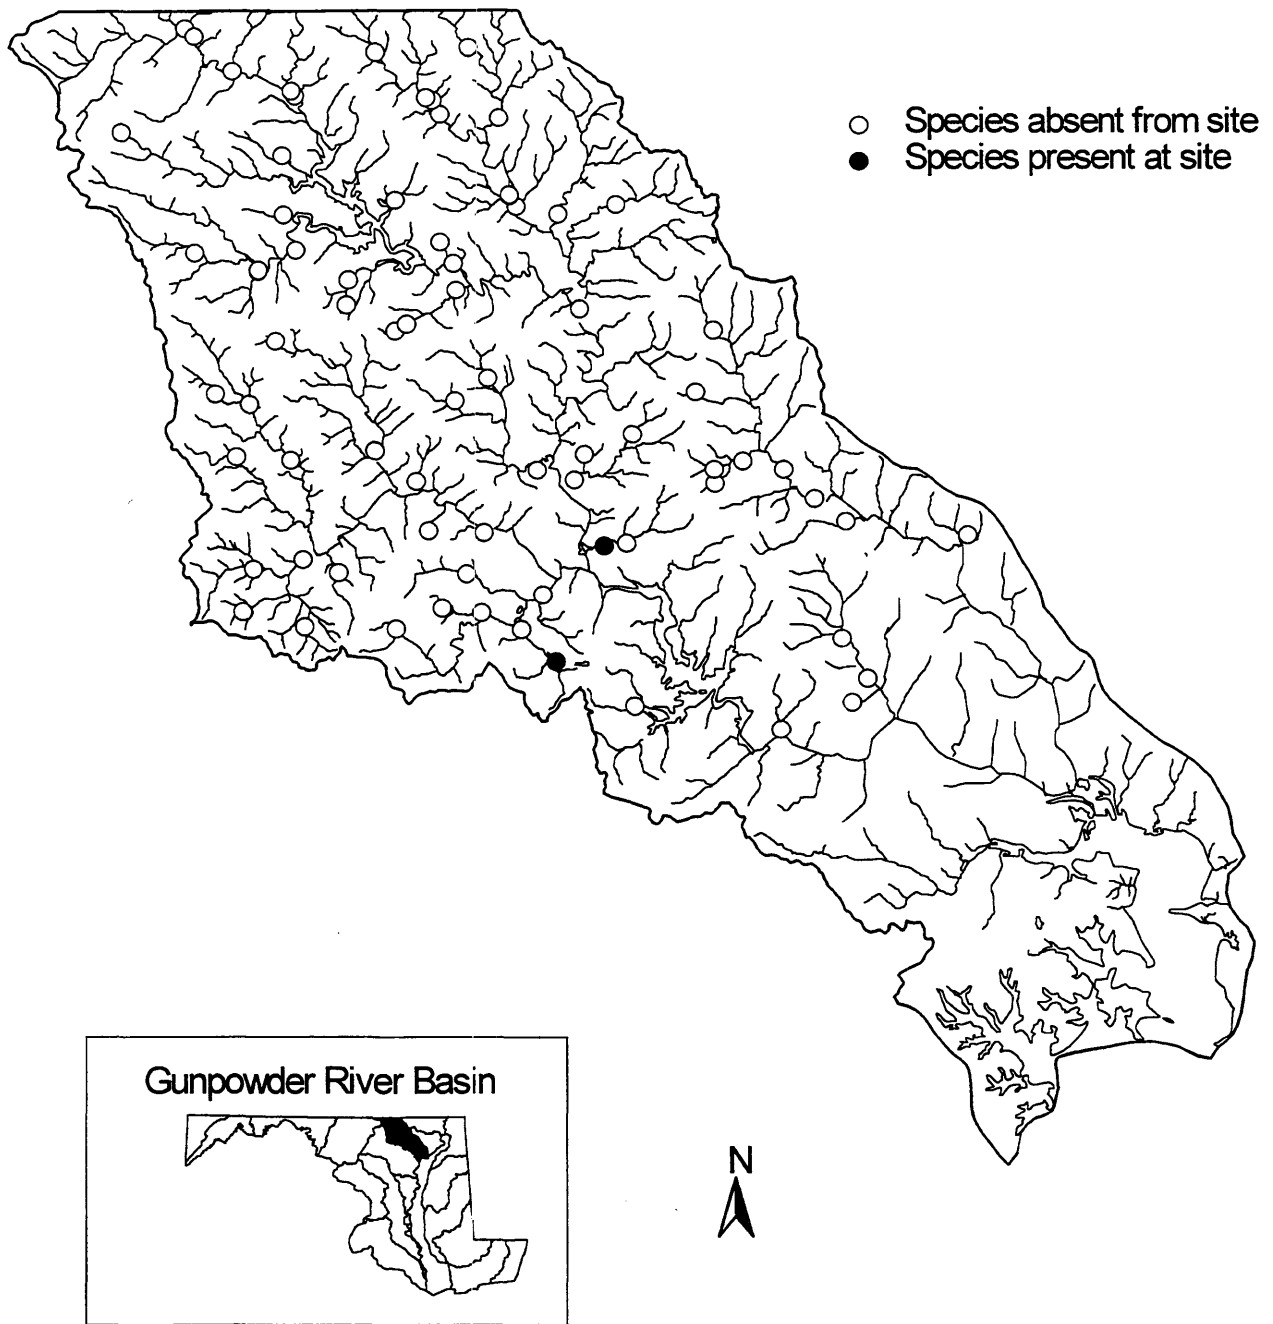 Species absent from site
Species present at site
Gunpowder River Basin
N